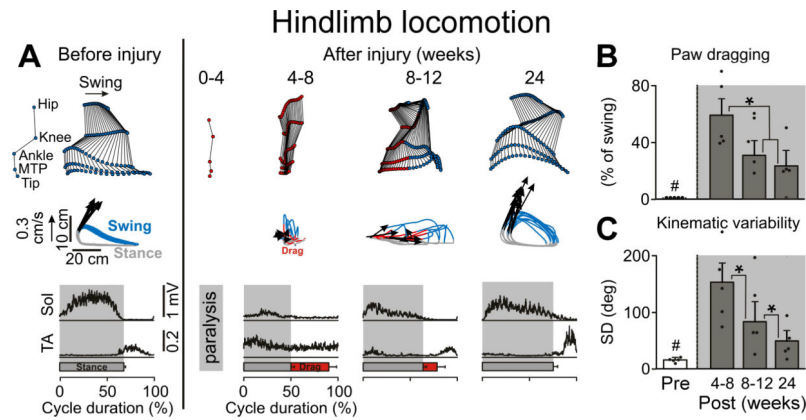 Hindlimb locomotion
A
Before injury
After injury (weeks)
0-4
4-8
8-12
24
Swing
Hip
Knee
Ankle
MTP
Tip
0.3
cm/s
10 cm
20 cm
Swing
Stance
Drag
Sol
TA
1 mV
0.2
paralysis
Stance
Drag
0
50
100
Cycle duration (%)
0
50
100
Cycle duration (%)
B
Paw dragging
(% of swing)
80
40
0
#
*
C
Kinematic variability
SD (deg)
200
100
0
#
*
*
Pre
4-8
8-12
24
Post (weeks)